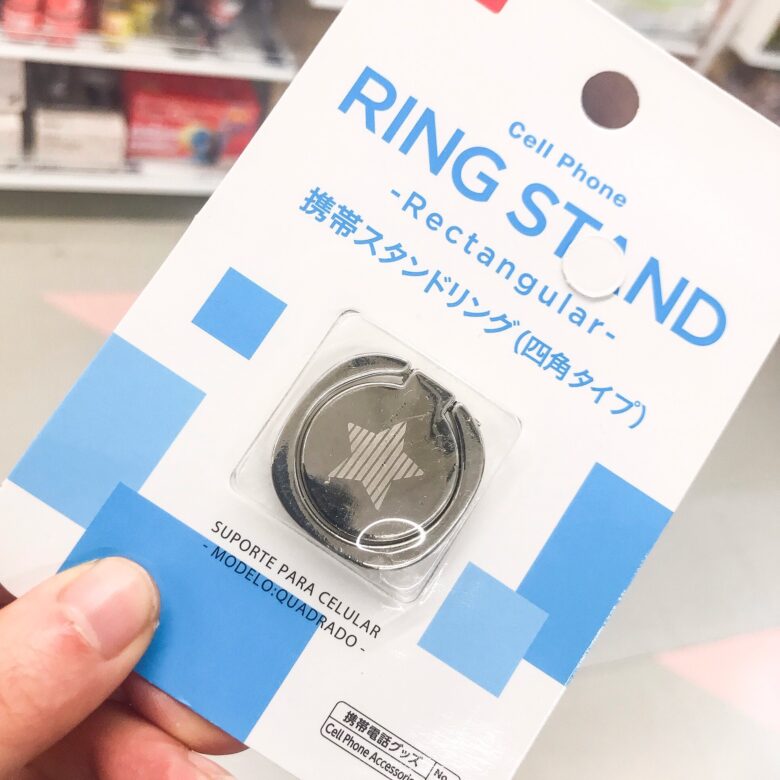 Cell Phone
RING STAND
-Rectangular-
携帯スタンドリング(四角タイプ)
SUPORTE PARA CELULAR
- MODELO:QUADRADO -
携帯電話グッズ
Cell Phone
No